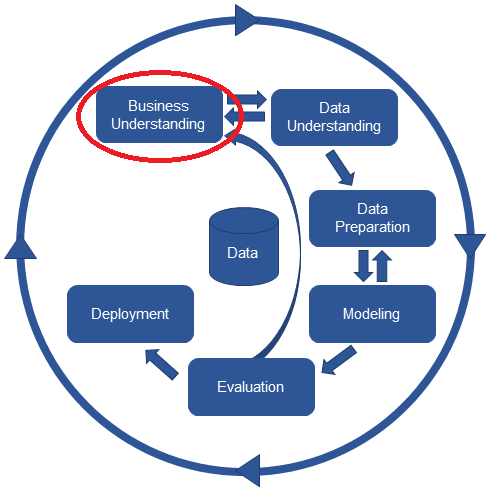 Business
Understanding
Data
Understanding
Data
Preparation
Data
Deployment
Modeling
Evaluation